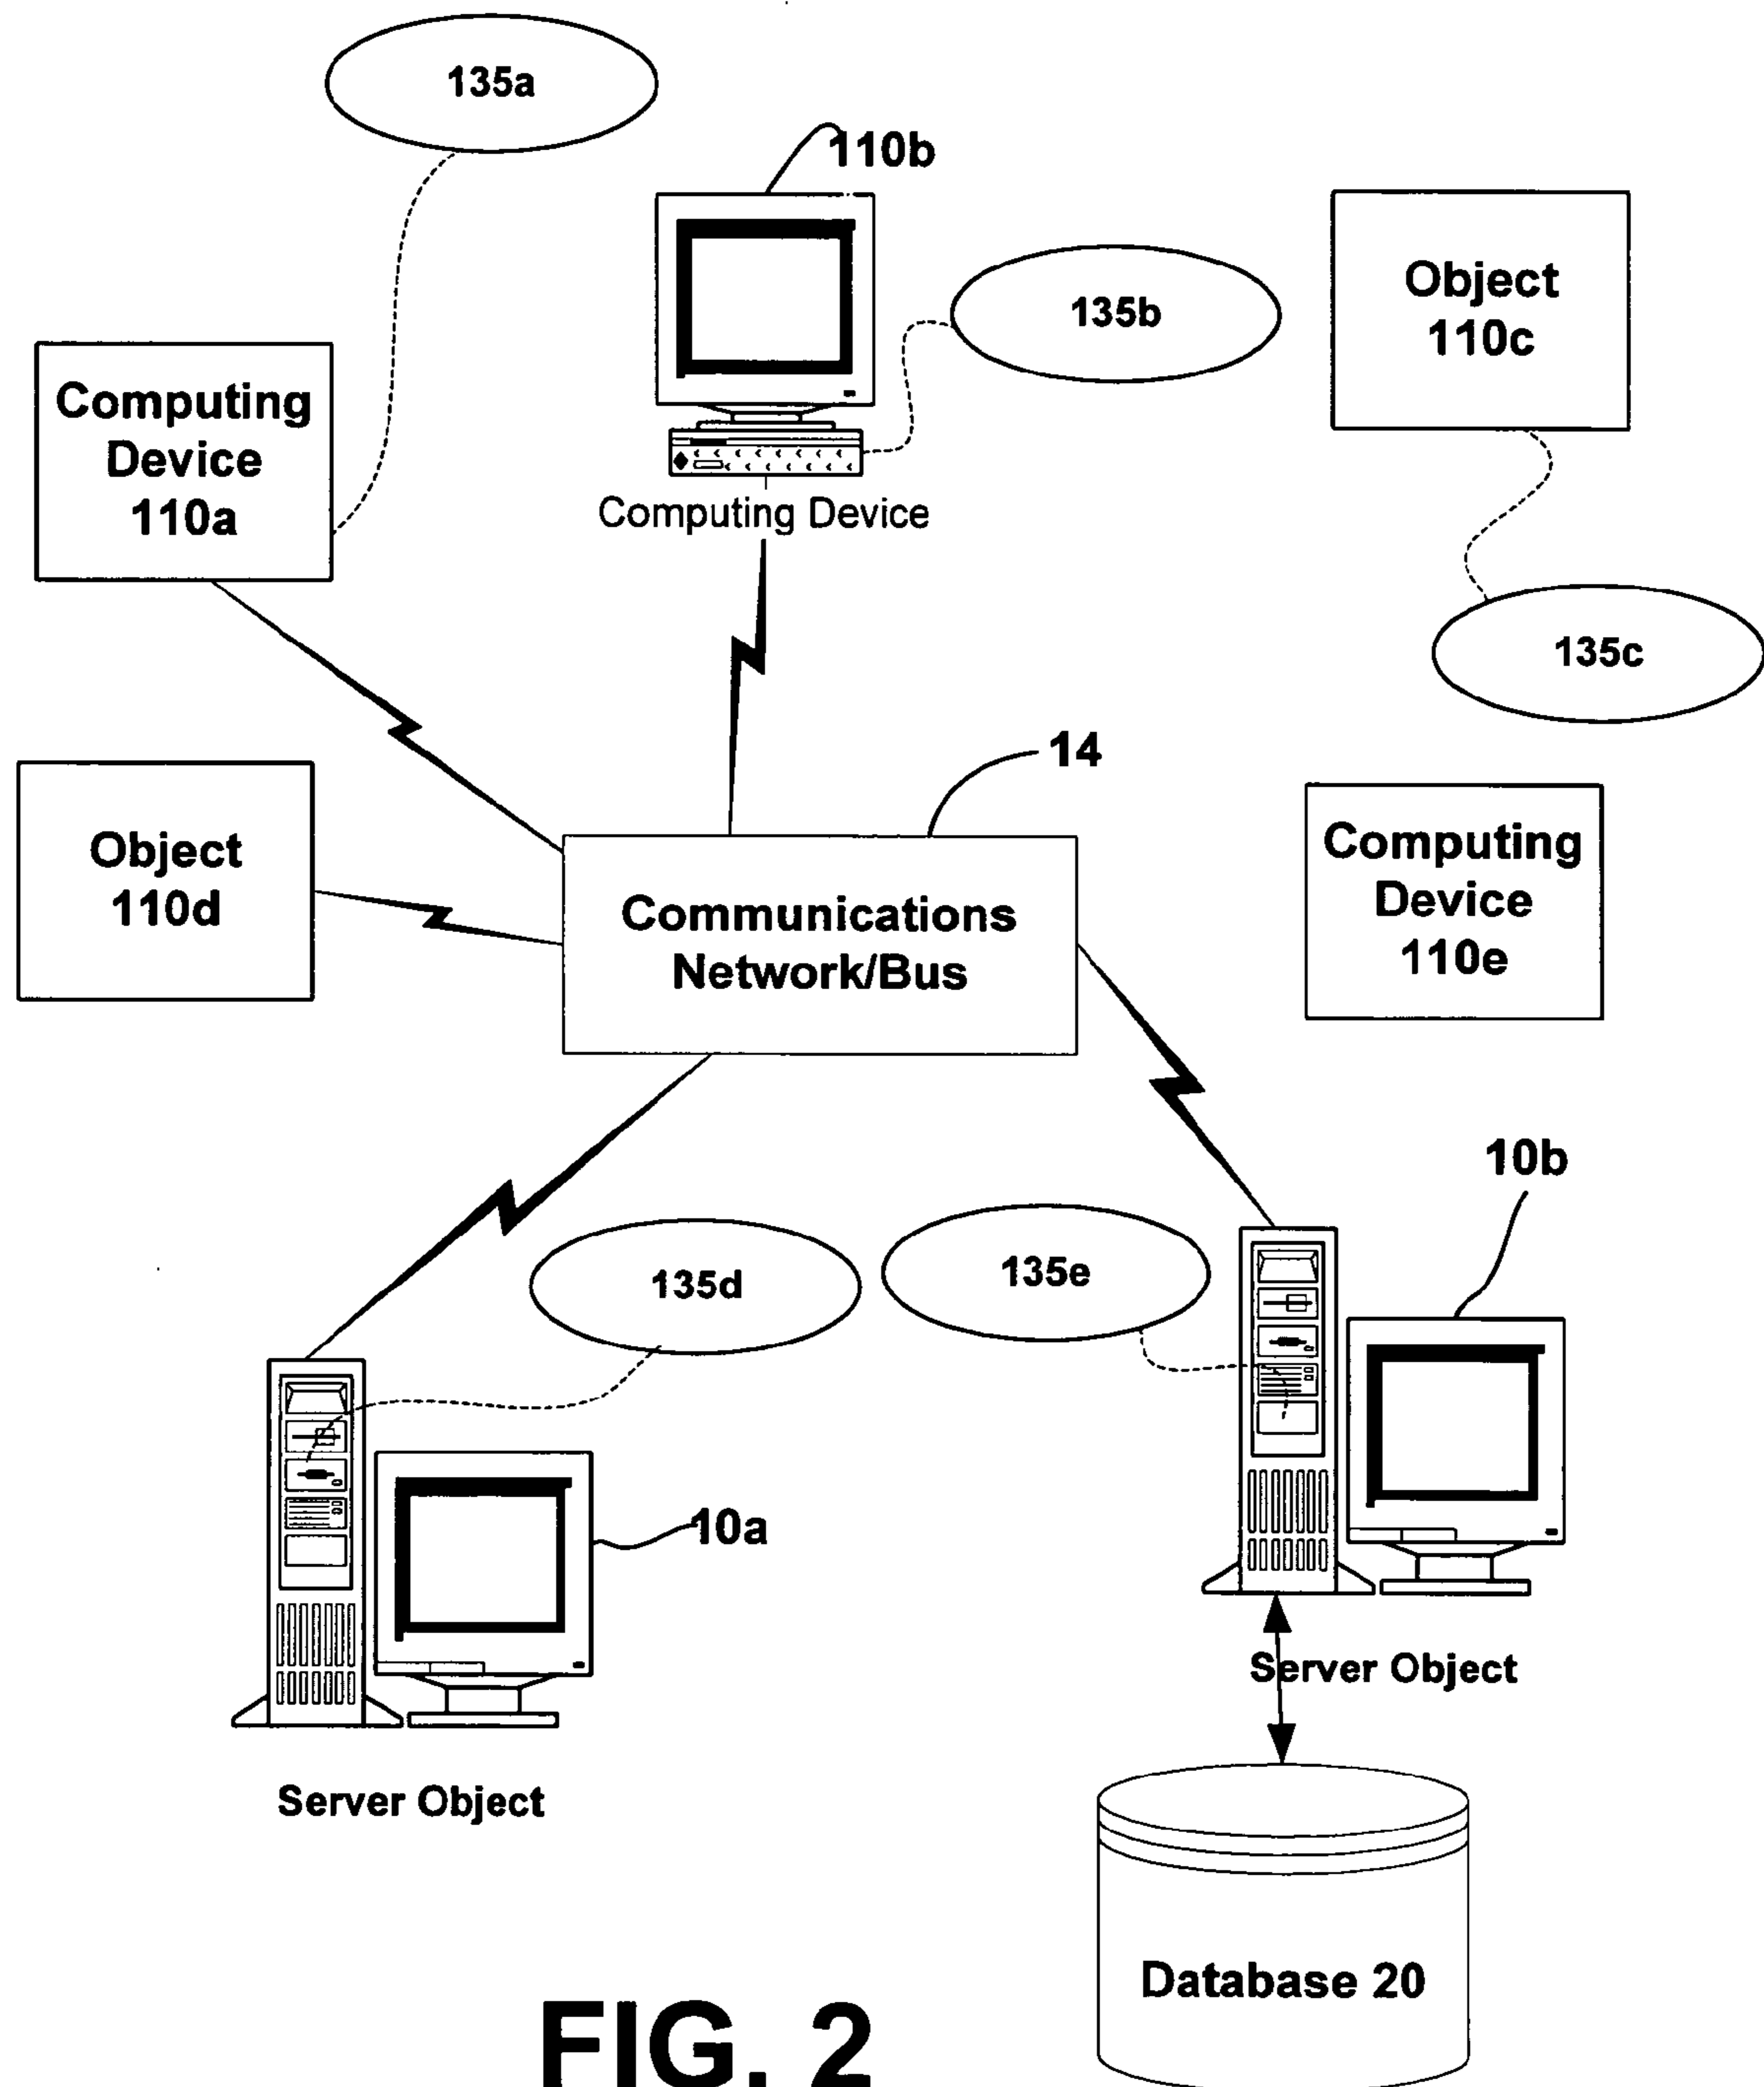 135a
110b
Object
110c
135b
Computing
Device
110a
Computing Device
135c
14
Object
110d
Communications
Network/Bus
Computing
Device
110e
10b
135d
135e
10a
Server Object
Server Object
Database 20
FIG. 2